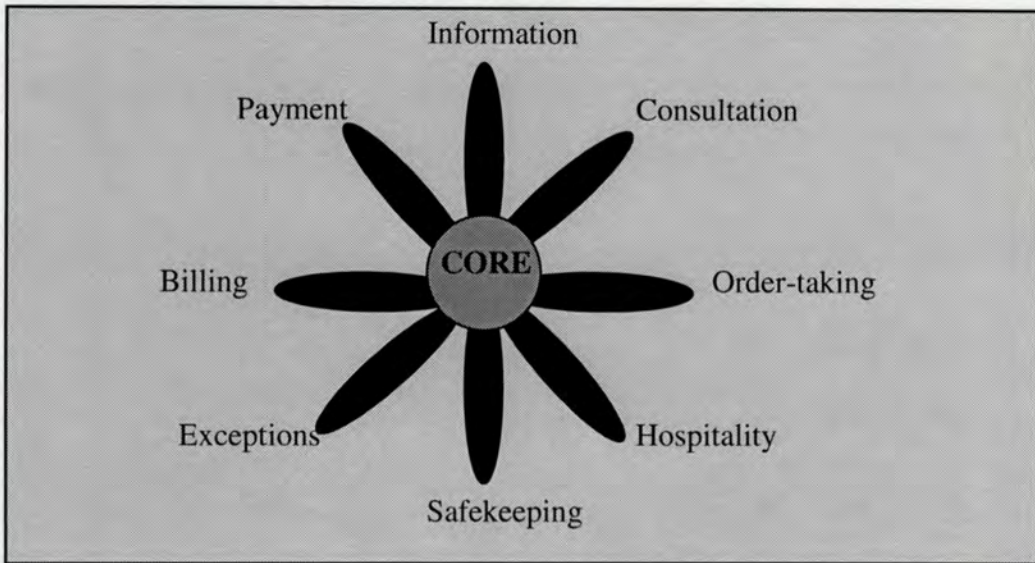 Information
Payment
Consultation
CORE
Billing
Order-taking
Exceptions
Hospitality
Safekeeping